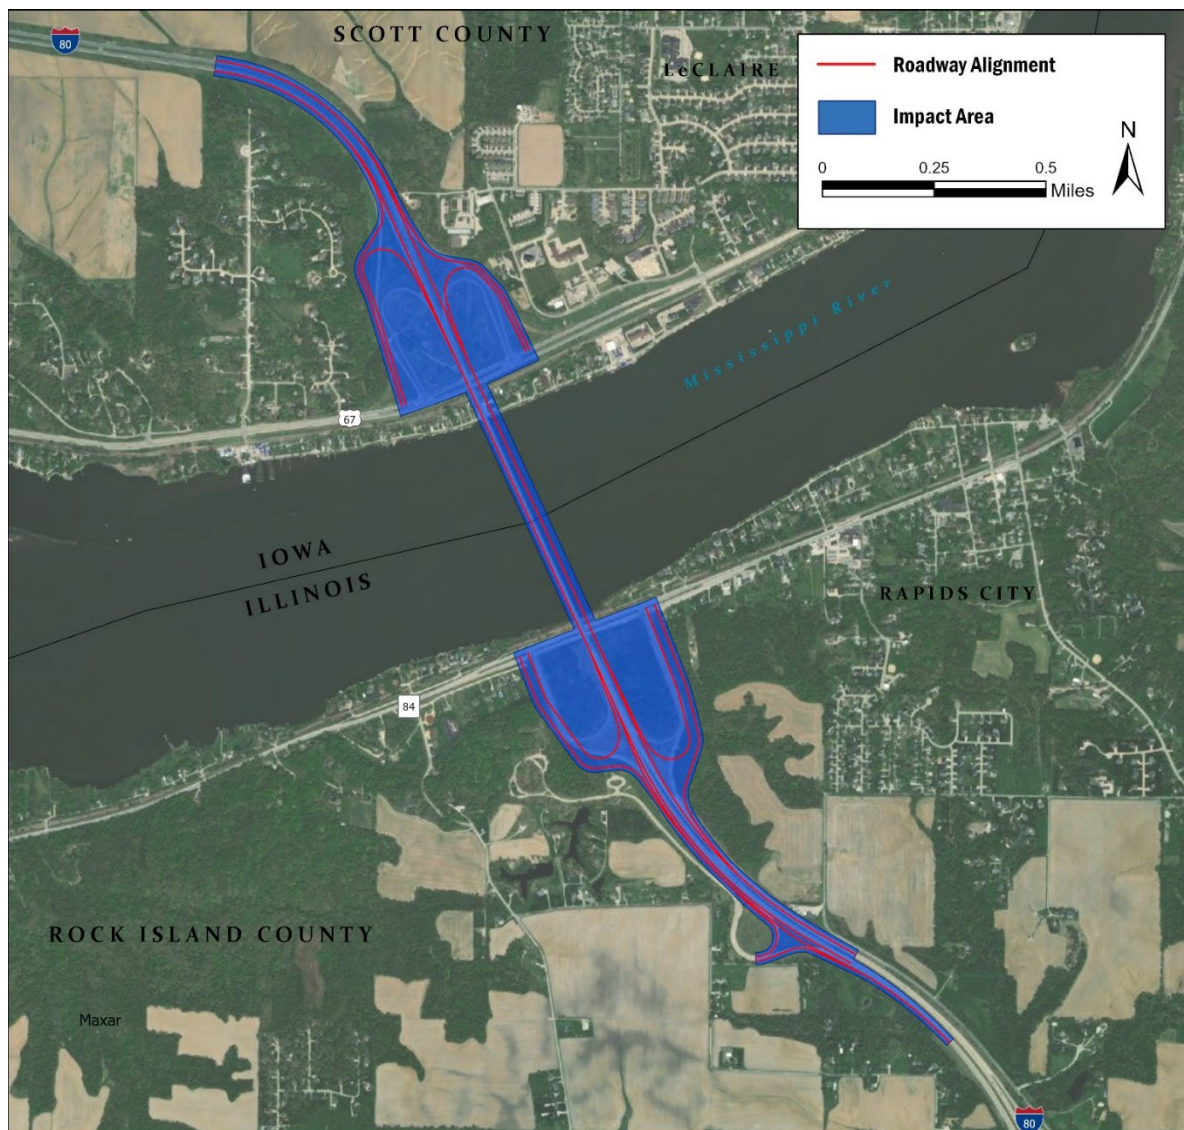 80
SCOTT COUNTY
LeCLAIRE
Roadway Alignment
Impact Area
N
0 0.25 0.5
Miles
Mississippi River
67
IOWA
ILLINOIS
RAPIDS CITY
84
ROCK ISLAND COUNTY
Maxar
80